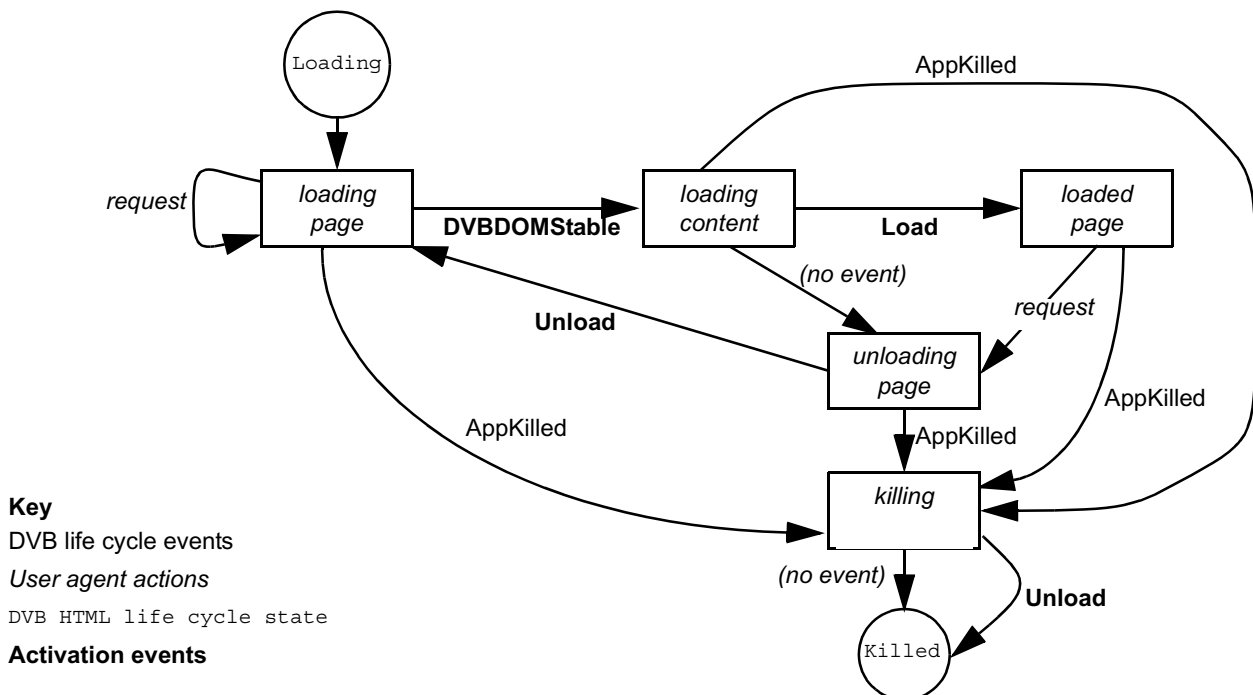 AppKilled
Loading
request
loading
page
DVBDOMStable
loading
content
Load
loaded
page
(no event)
request
Unload
unloading
page
AppKilled
AppKilled
AppKilled
killing
(no event)
Unload
Killed
Key
DVB life cycle events
User agent actions
DVB HTML life cycle state
Activation events